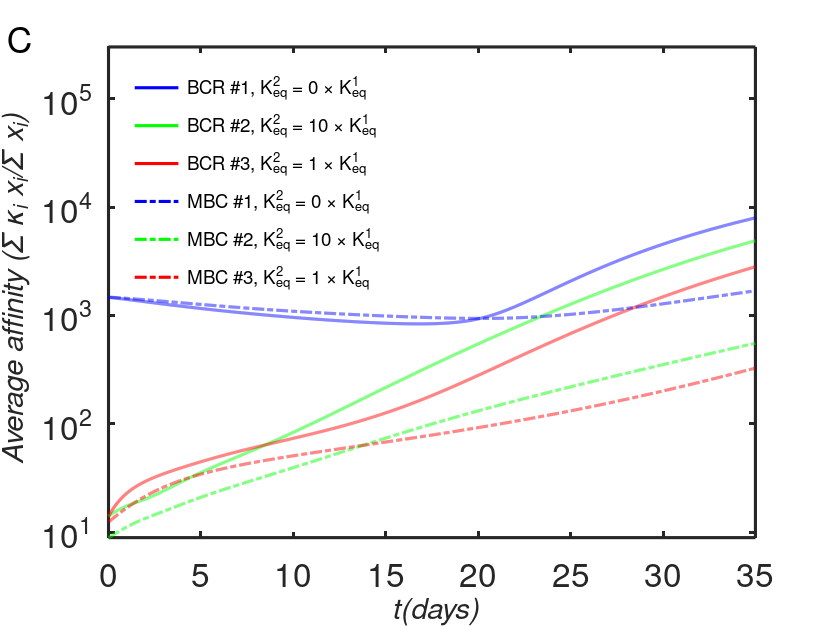 C
Average affinity (Σ κᵢ xᵢ/Σ xᵢ)
10⁵
10⁴
10³
10²
10¹
BCR #1, K²eq = 0 × K¹eq
BCR #2, K²eq = 10 × K¹eq
BCR #3, K²eq = 1 × K¹eq
MBC #1, K²eq = 0 × K¹eq
MBC #2, K²eq = 10 × K¹eq
MBC #3, K²eq = 1 × K¹eq
0 5 10 15 20 25 30 35
t(days)